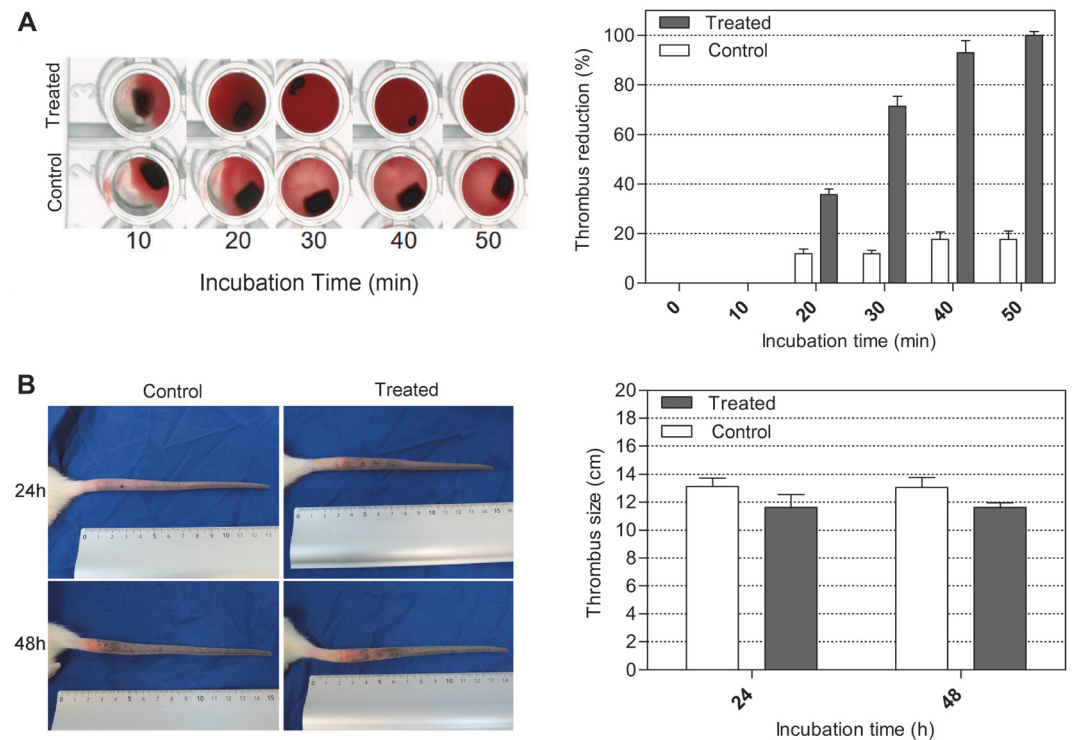 A
Treated
Control
10 20 30 40 50
Incubation Time (min)
Treated
Control
Thrombus reduction (%)
100
80
60
40
20
0
0 10 20 30 40 50
Incubation time (min)
B
Control Treated
24h
48h
Treated
Control
Thrombus size (cm)
20
18
16
14
12
10
8
6
4
2
0
24 48
Incubation time (h)